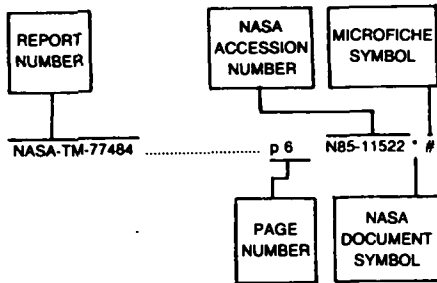 REPORT
NUMBER
NASA
ACCESSION
NUMBER
MICROFICHE
SYMBOL
NASA-TM-77484 .................... p 6 N85-11522 * #
PAGE
NUMBER
NASA
DOCUMENT
SYMBOL